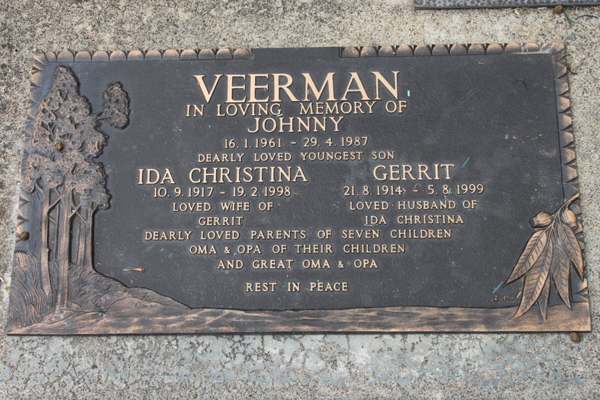 VEERMAN
IN LOVING MEMORY OF
JOHNNY
16.1.1961 - 29.4.1987
DEARLY LOVED YOUNGEST SON
IDA CHRISTINA
10.9.1917 - 19.2.1998
LOVED WIFE OF
GERRIT
GERRIT
21.8.1914 - 5.8.1999
LOVED HUSBAND OF
IDA CHRISTINA
DEARLY LOVED PARENTS OF SEVEN CHILDREN
OMA & OPA OF THEIR CHILDREN
AND GREAT OMA & OPA
REST IN PEACE